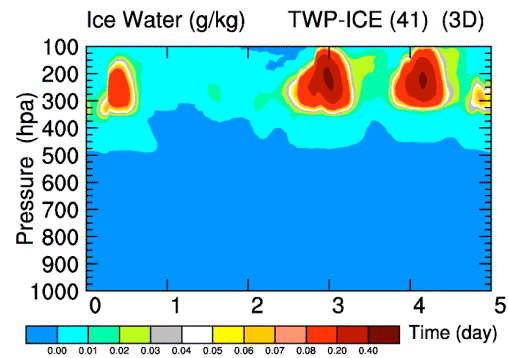 Ice Water (g/kg) TWP-ICE (41) (3D)
100
200
300
400
500
600
700
800
900
1000
Pressure (hpa)
0 1 2 3 4 5
Time (day)
0.00 0.01 0.02 0.03 0.04 0.05 0.06 0.07 0.08 0.20 0.40